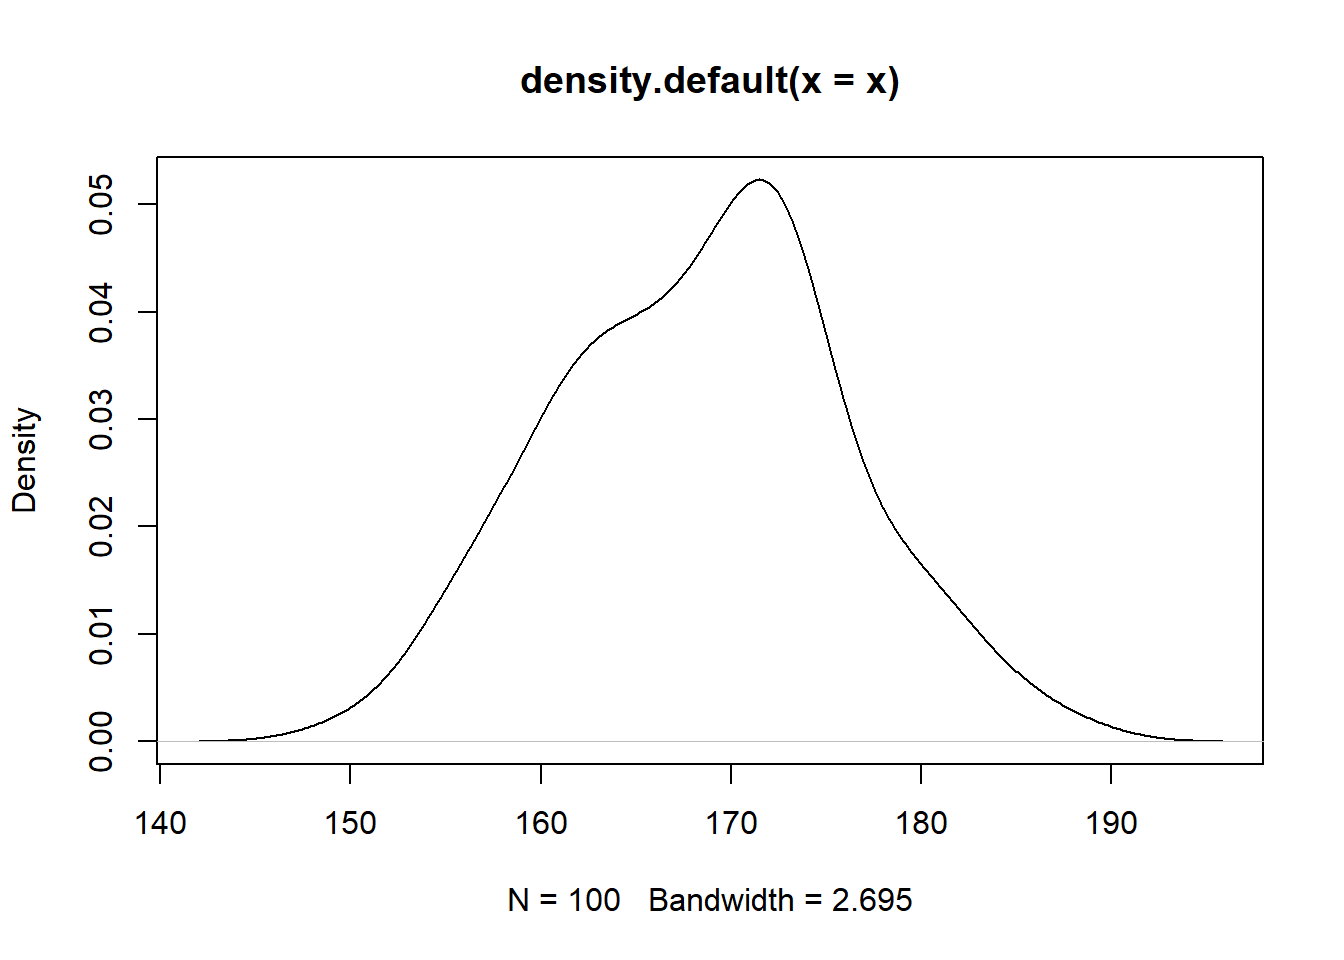 density.default(x = x)
Density
0.05
0.04
0.03
0.02
0.01
0.00
140 150 160 170 180 190
N = 100   Bandwidth = 2.695